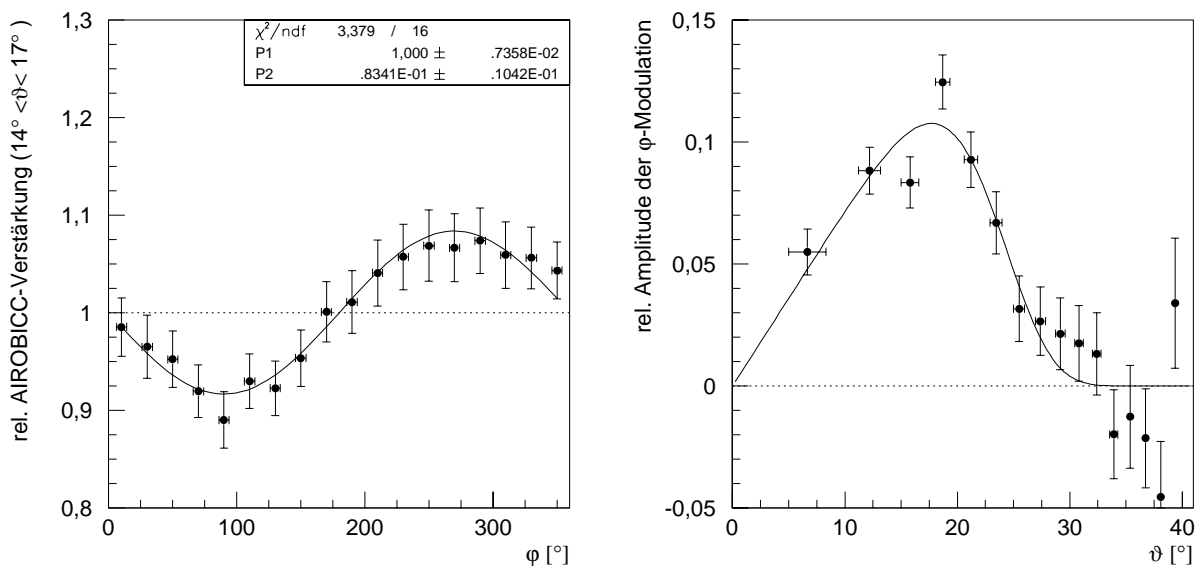 rel. AIROBICC-Verstärkung (14° <ϑ< 17° )
1,3
1,2
1,1
1
0,9
0,8
0
100
200
300
φ [°]
χ²/ndf 3,379 / 16
P1 1,000 ± .7358E-02
P2 .8341E-01 ± .1042E-01
rel. Amplitude der φ-Modulation
0,15
0,1
0,05
0
-0,05
0
10
20
30
40
ϑ [°]